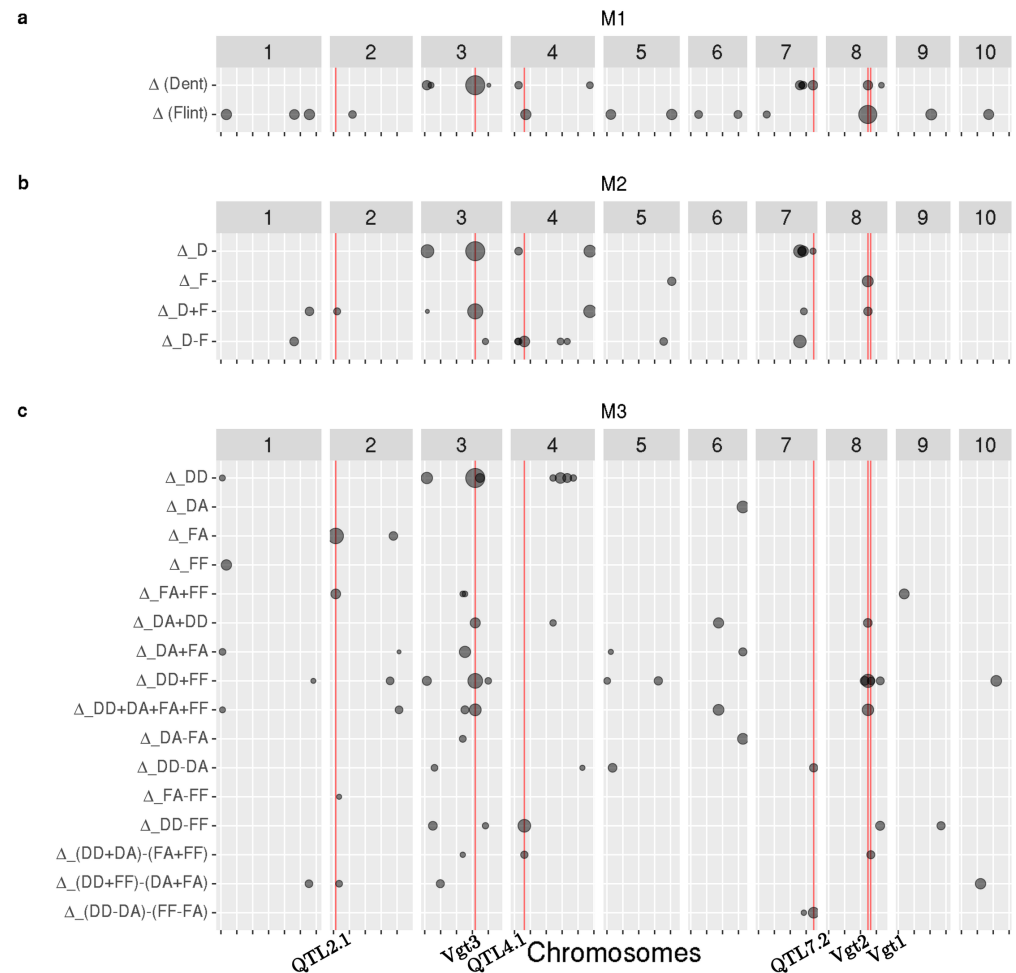 a
M1
1 2 3 4 5 6 7 8 9 10
Δ (Dent)
Δ (Flint)
b
M2
1 2 3 4 5 6 7 8 9 10
Δ_D
Δ_F
Δ_D+F
Δ_D-F
c
M3
1 2 3 4 5 6 7 8 9 10
Δ_DD
Δ_DA
Δ_FA
Δ_FF
Δ_FA+FF
Δ_DA+DD
Δ_DA+FA
Δ_DD+FF
Δ_DD+DA+FA+FF
Δ_DA-FA
Δ_DD-DA
Δ_FA-FF
Δ_DD-FF
Δ_(DD+DA)-(FA+FF)
Δ_(DD+FF)-(DA+FA)
Δ_(DD-DA)-(FF-FA)
QTL2.1 Vgt3 QTL4.1 Chromosomes QTL7.2 Vgt2 Vgt1